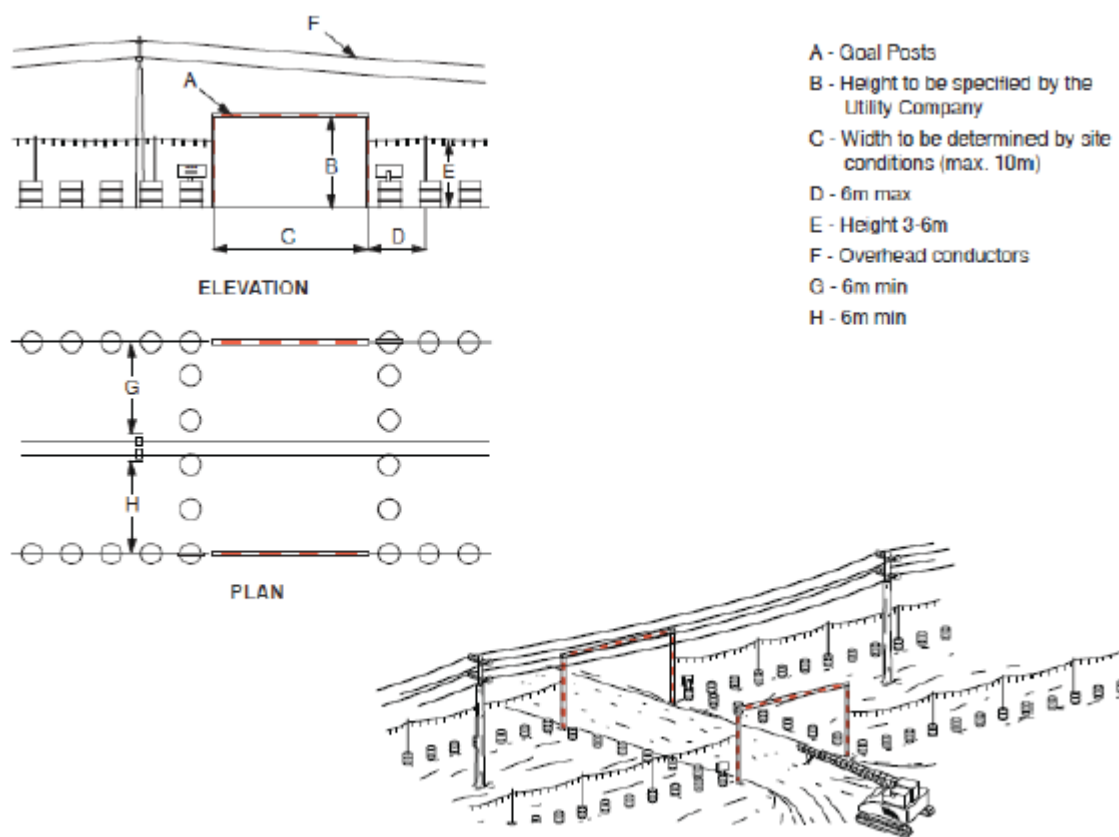 F
A
B
E
C
D
ELEVATION
G
H
PLAN
A - Goal Posts
B - Height to be specified by the
Utility Company
C - Width to be determined by site
conditions (max. 10m)
D - 6m max
E - Height 3-6m
F - Overhead conductors
G - 6m min
H - 6m min